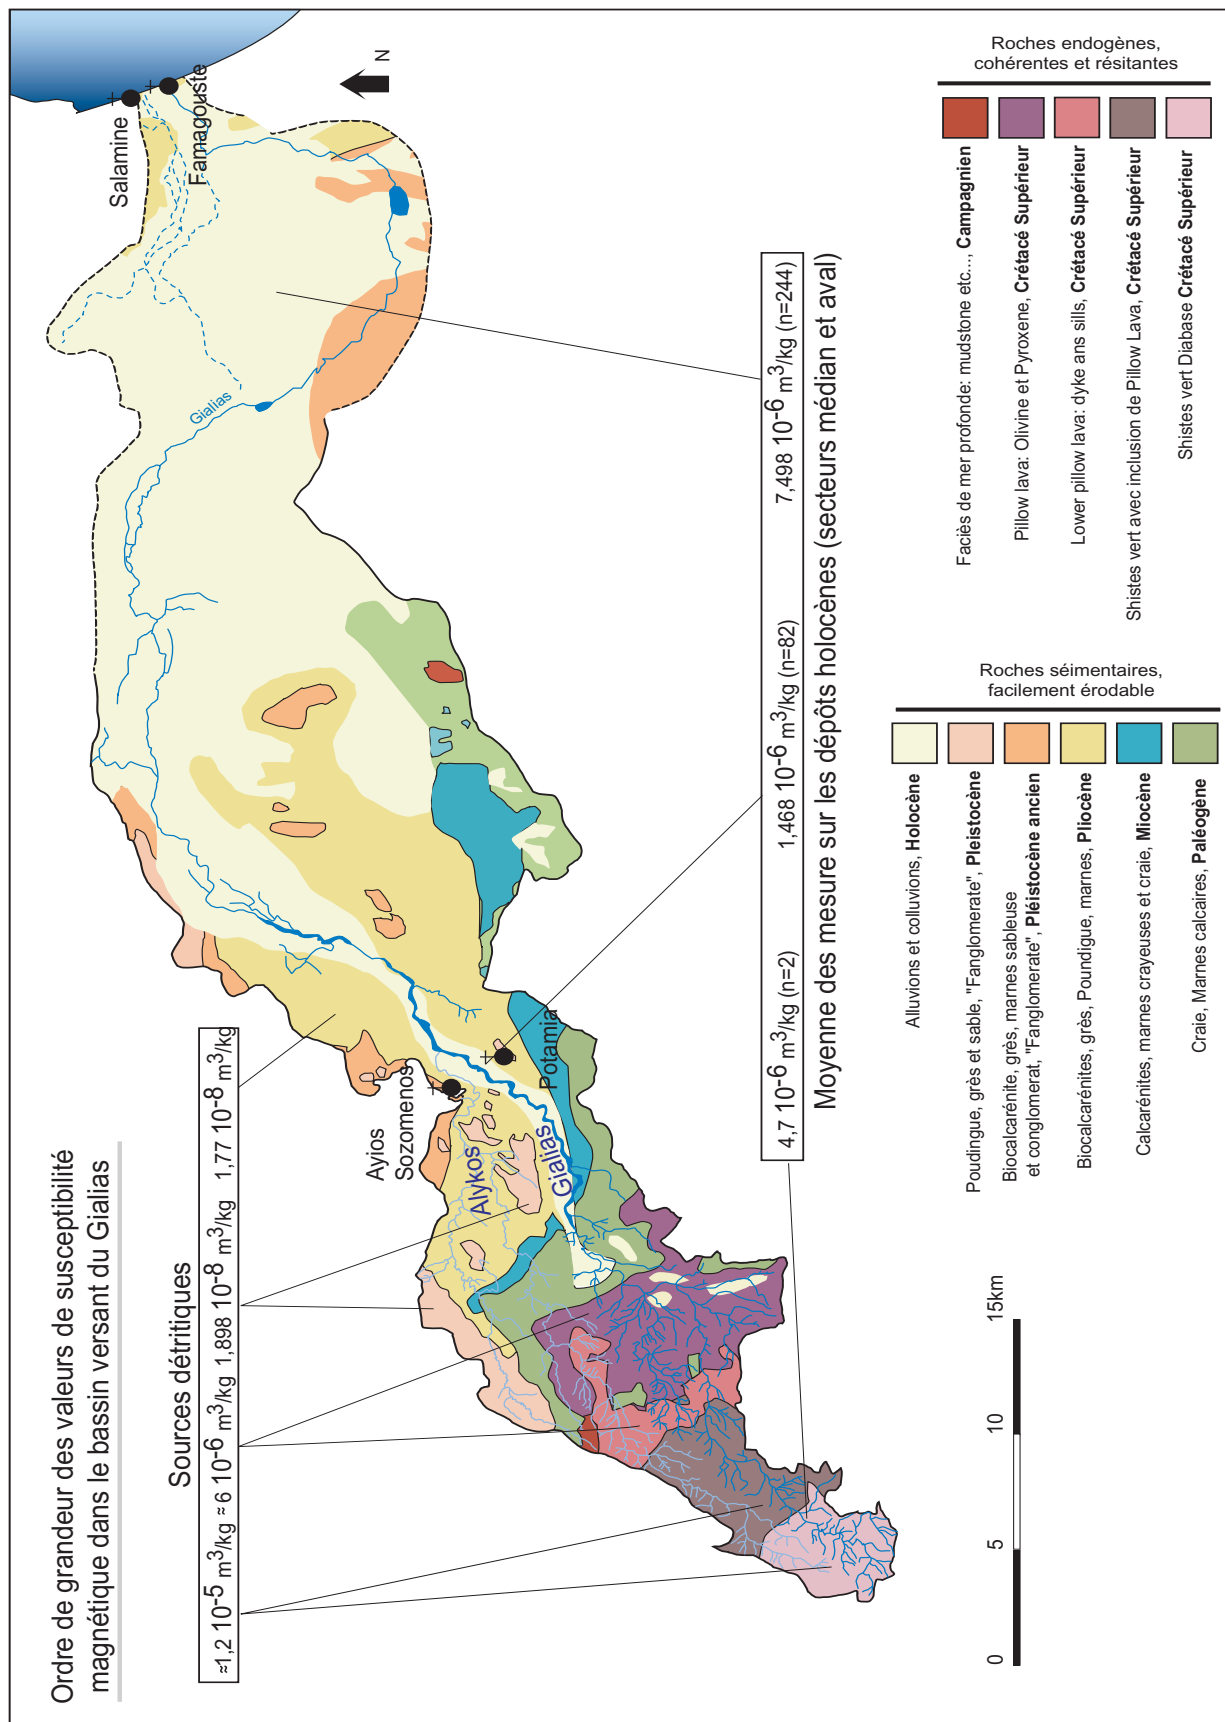 Ordre de grandeur des valeurs de susceptibilité
magnétique dans le bassin versant du Gialias
Sources détritiques
≈1,2 10-5 m3/kg ≈ 6 10-6 m3/kg 1,898 10-8 m3/kg 1,77 10-8 m3/kg
Salamine
Famagouste
N
Gialias
Ayios
Sozomenos
Alykos
Gialias
Potamia
4,7 10-6 m3/kg (n=2) 1,468 10-6 m3/kg (n=82) 7,498 10-6 m3/kg (n=244)
Moyenne des mesure sur les dépôts holocènes (secteurs médian et aval)
0 5 10 15km
Roches séimentaires,
facilement érodable
Alluvions et colluvions, Holocène
Poudingue, grès et sable, "Fanglomerate", Pleistocène
Biocalcarénite, grès, marnes sableuse
et conglomerat, "Fanglomerate", Pléistocène ancien
Biocalcarénites, grès, Poundigue, marnes, Pliocène
Calcarénites, marnes crayeuses et craie, Miocène
Craie, Marnes calcaires, Paléogène
Roches endogènes,
cohérentes et résitantes
Faciès de mer profonde: mudstone etc..., Campagnien
Pillow lava: Olivine et Pyroxene, Crétacé Supérieur
Lower pillow lava: dyke ans sills, Crétacé Supérieur
Shistes vert avec inclusion de Pillow Lava, Crétacé Supérieur
Shistes vert Diabase Crétacé Supérieur